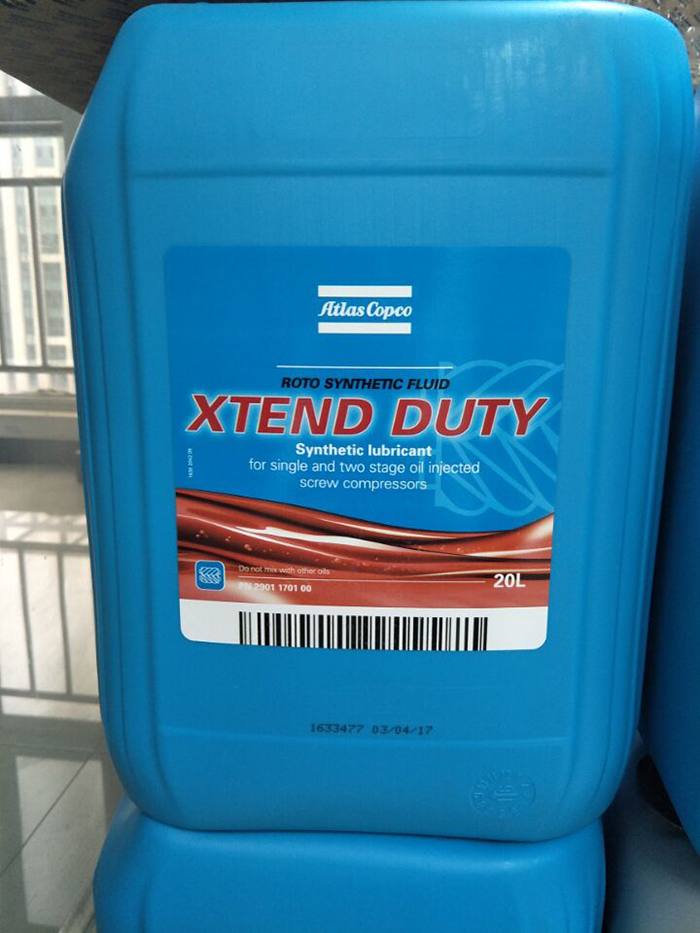 Atlas Copco
ROTO SYNTHETIC FLUID
XTEND DUTY
Synthetic lubricant
for single and two stage oil injected
screw compressors
Do not mix with other oils
PN 2901 1701 00
20L
1633477 03/04/17